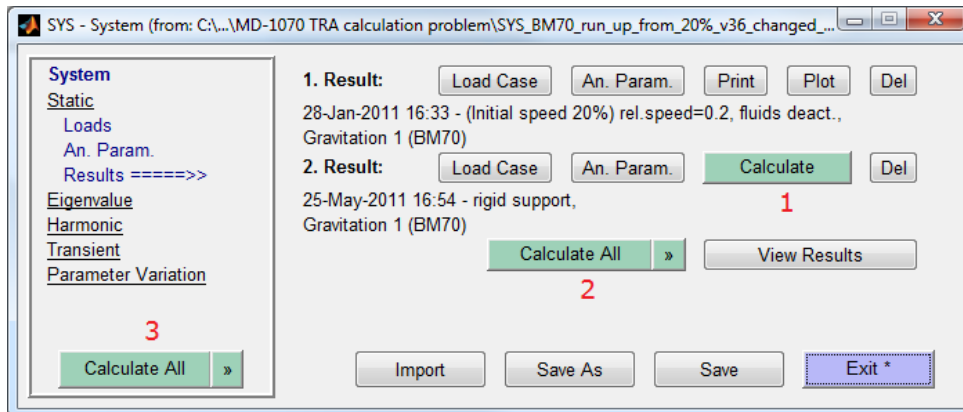 SYS - System (from: C:\...\MD-1070 TRA calculation problem\SYS_BM70_run_up_from_20%_v36_changed_...
System
Static
Loads
An. Param.
Results =====>>
Eigenvalue
Harmonic
Transient
Parameter Variation
3
Calculate All »
1. Result: Load Case An. Param. Print Plot Del
28-Jan-2011 16:33 - (Initial speed 20%) rel.speed=0.2, fluids deact.,
Gravitation 1 (BM70)
2. Result: Load Case An. Param. Calculate Del
1
25-May-2011 16:54 - rigid support,
Gravitation 1 (BM70)
Calculate All » View Results
2
Import Save As Save Exit *